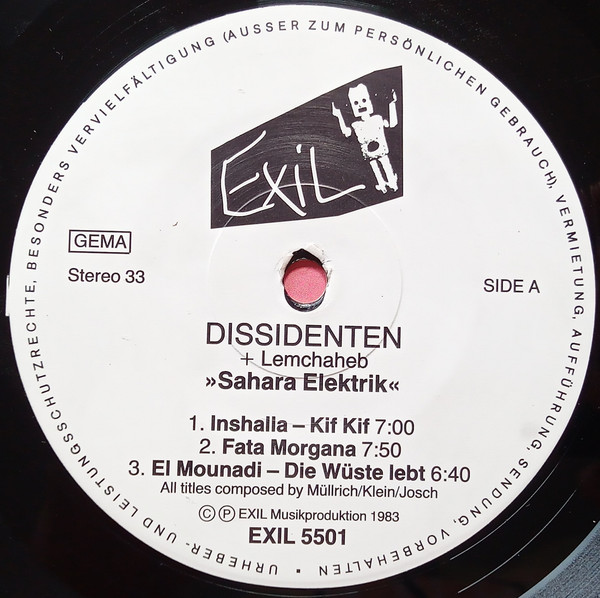 URHEBER- UND LEISTUNGSSCHUTZRECHTE, BESONDERS VERVIELFÄLTIGUNG (AUSSER ZUM PERSÖNLICHEN GEBRAUCH), VERMIETUNG, AUFFÜHRUNG, SENDUNG, VORBEHALTEN •
EXIL
GEMA
Stereo 33
SIDE A
DISSIDENTEN
+ Lemchaheb
»Sahara Elektrik«
1. Inshalla – Kif Kif 7:00
2. Fata Morgana 7:50
3. El Mounadi – Die Wüste lebt 6:40
All titles composed by Müllrich/Klein/Josch
Ⓒ Ⓟ EXIL Musikproduktion 1983
EXIL 5501